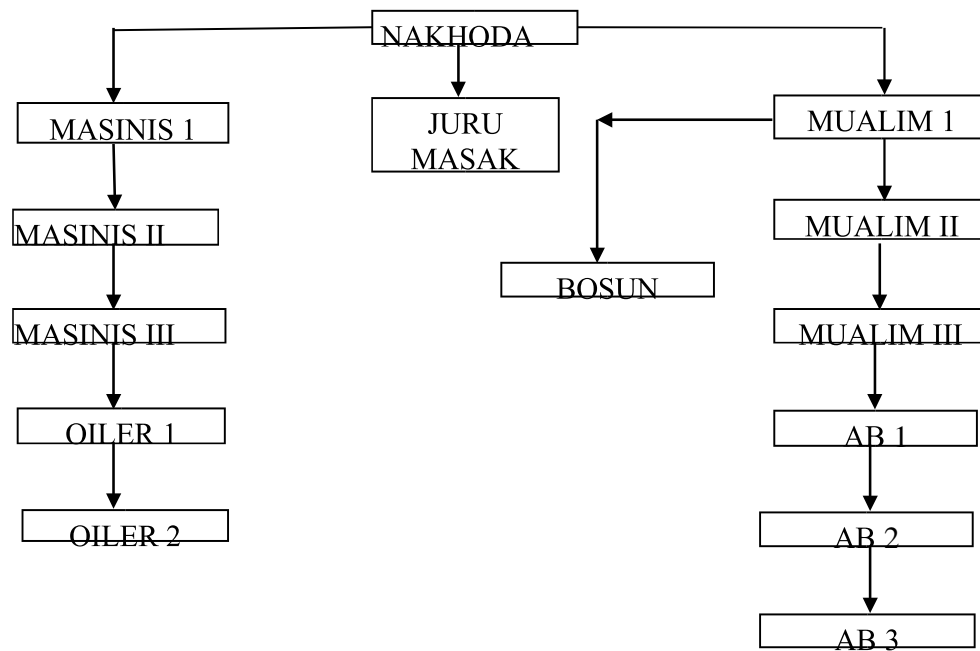 NAKHODA
MASINIS 1
JURU
MASAK
MUALIM 1
MASINIS II
MUALIM II
BOSUN
MASINIS III
MUALIM III
OILER 1
AB 1
OILER 2
AB 2
AB 3